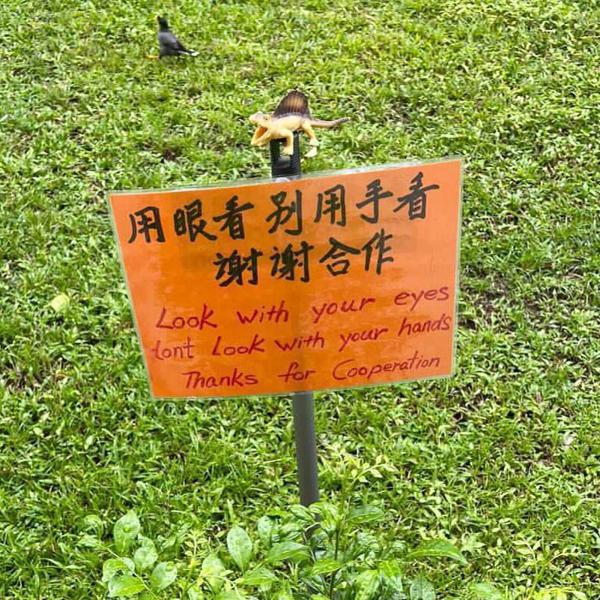 用眼看别用手看
谢谢合作
Look with your eyes
tont Look with your hands
Thanks for Cooperation